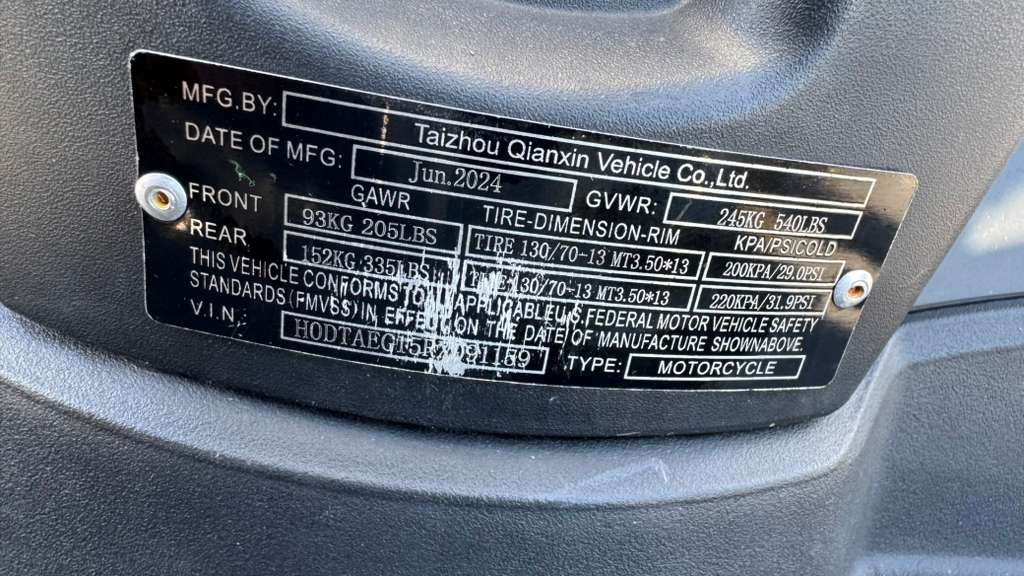 MFG.BY: Taizhou Qianxin Vehicle Co.,Ltd.
DATE OF MFG: Jun.2024 GVWR: 245KG 540LBS
GAWR TIRE-DIMENSION-RIM KPA/PSI COLD
FRONT 93KG 205LBS TIRE 130/70-13 MT3.50*13 200KPA/29.0PSI
REAR 152KG 335LBS 130/70-13 MT3.50*13 220KPA/31.9PSI
THIS VEHICLE CONFORMS TO APPLICABLE U.S. FEDERAL MOTOR VEHICLE SAFETY
STANDARDS (FMVSS) IN EFFECT ON THE DATE OF MANUFACTURE SHOWNABOVE.
V.I.N.: TYPE: MOTORCYCLE